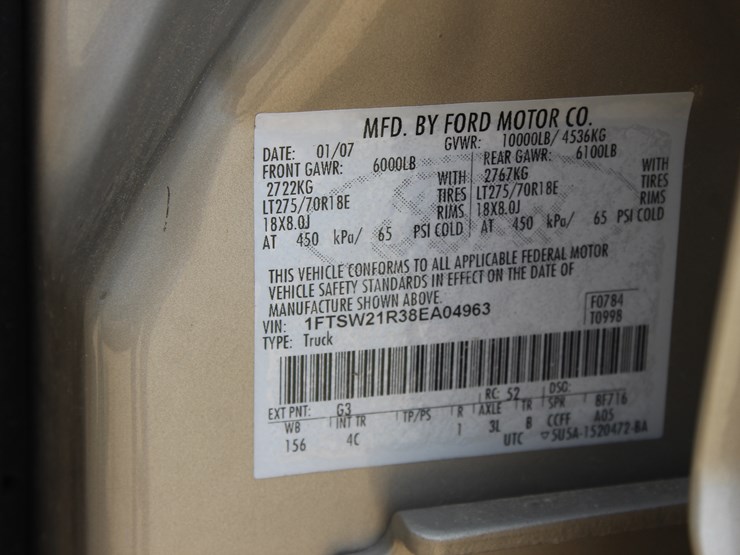 MFD. BY FORD MOTOR CO.
DATE: 01/07 GVWR: 10000LB/ 4536KG
FRONT GAWR: 6000LB REAR GAWR: 6100LB
2722KG WITH 2767KG WITH
LT275/70R18E TIRES LT275/70R18E TIRES
18X8.0J RIMS 18X8.0J RIMS
AT 450 kPa/ 65 PSI COLD AT 450 kPa/ 65 PSI COLD
THIS VEHICLE CONFORMS TO ALL APPLICABLE FEDERAL MOTOR
VEHICLE SAFETY STANDARDS IN EFFECT ON THE DATE OF
MANUFACTURE SHOWN ABOVE.
VIN: 1FTSW21R38EA04963 F0784
TYPE: Truck T0998
EXT PNT: G3 RC: 52 DSO:
WB INT TR TP/PS R AXLE TR SPR BF716
156 4C 1 3L B CCFF A05
UTC ▽5U5A-1520472-BA